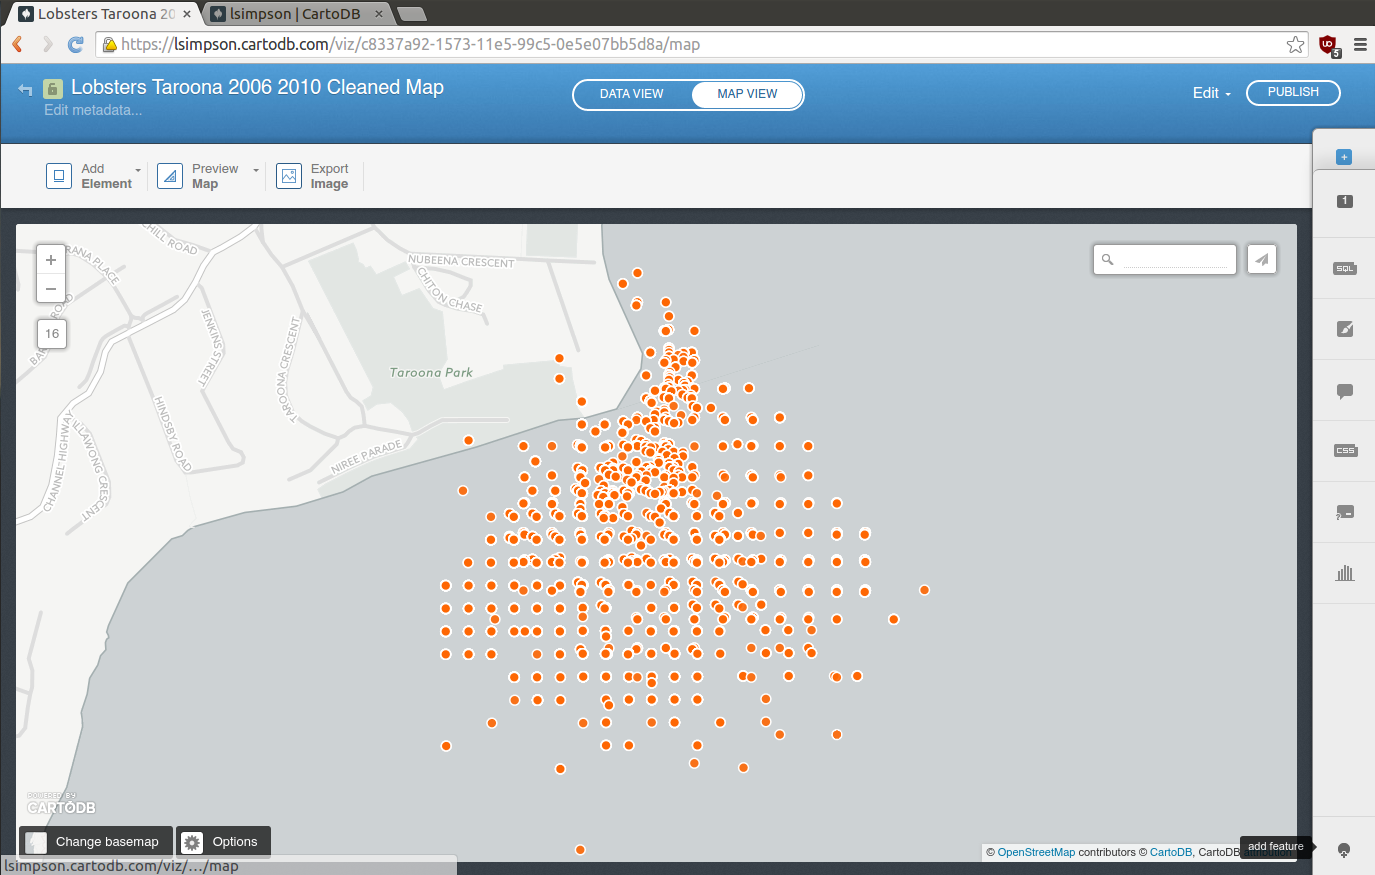 Lobsters Taroona 20
lsimpson | CartoDB
https://lsimpson.cartodb.com/viz/c8337a92-1573-11e5-99c5-0e5e07bb5d8a/map
5
Lobsters Taroona 2006 2010 Cleaned Map
Edit metadata...
DATA VIEW
MAP VIEW
Edit
PUBLISH
Add
Element
Preview
Map
Export
Image
+
1
SQL
CSS
+
−
16
CHILL ROAD
RANA PLACE
NUBEENA CRESCENT
CHITON CHASE
JENKINS STREET
TAROONA CRESCENT
Taroona Park
HINDSBY ROAD
NIREE PARADE
CHANNEL HIGHWAY
ILLAWONG CRESCENT
ROAD
POWERED BY
CARTODB
Change basemap
Options
© OpenStreetMap contributors © CartoDB, CartoDB
add feature
lsimpson.cartodb.com/viz/.../map